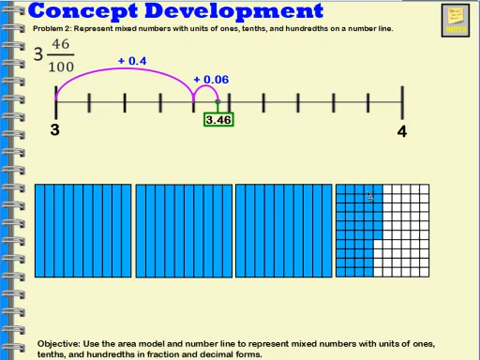 Concept Development
Problem 2: Represent mixed numbers with units of ones, tenths, and hundredths on a number line.
3 46/100
+ 0.4
+ 0.06
3.46
3 4
Objective: Use the area model and number line to represent mixed numbers with units of ones,
tenths, and hundredths in fraction and decimal forms.